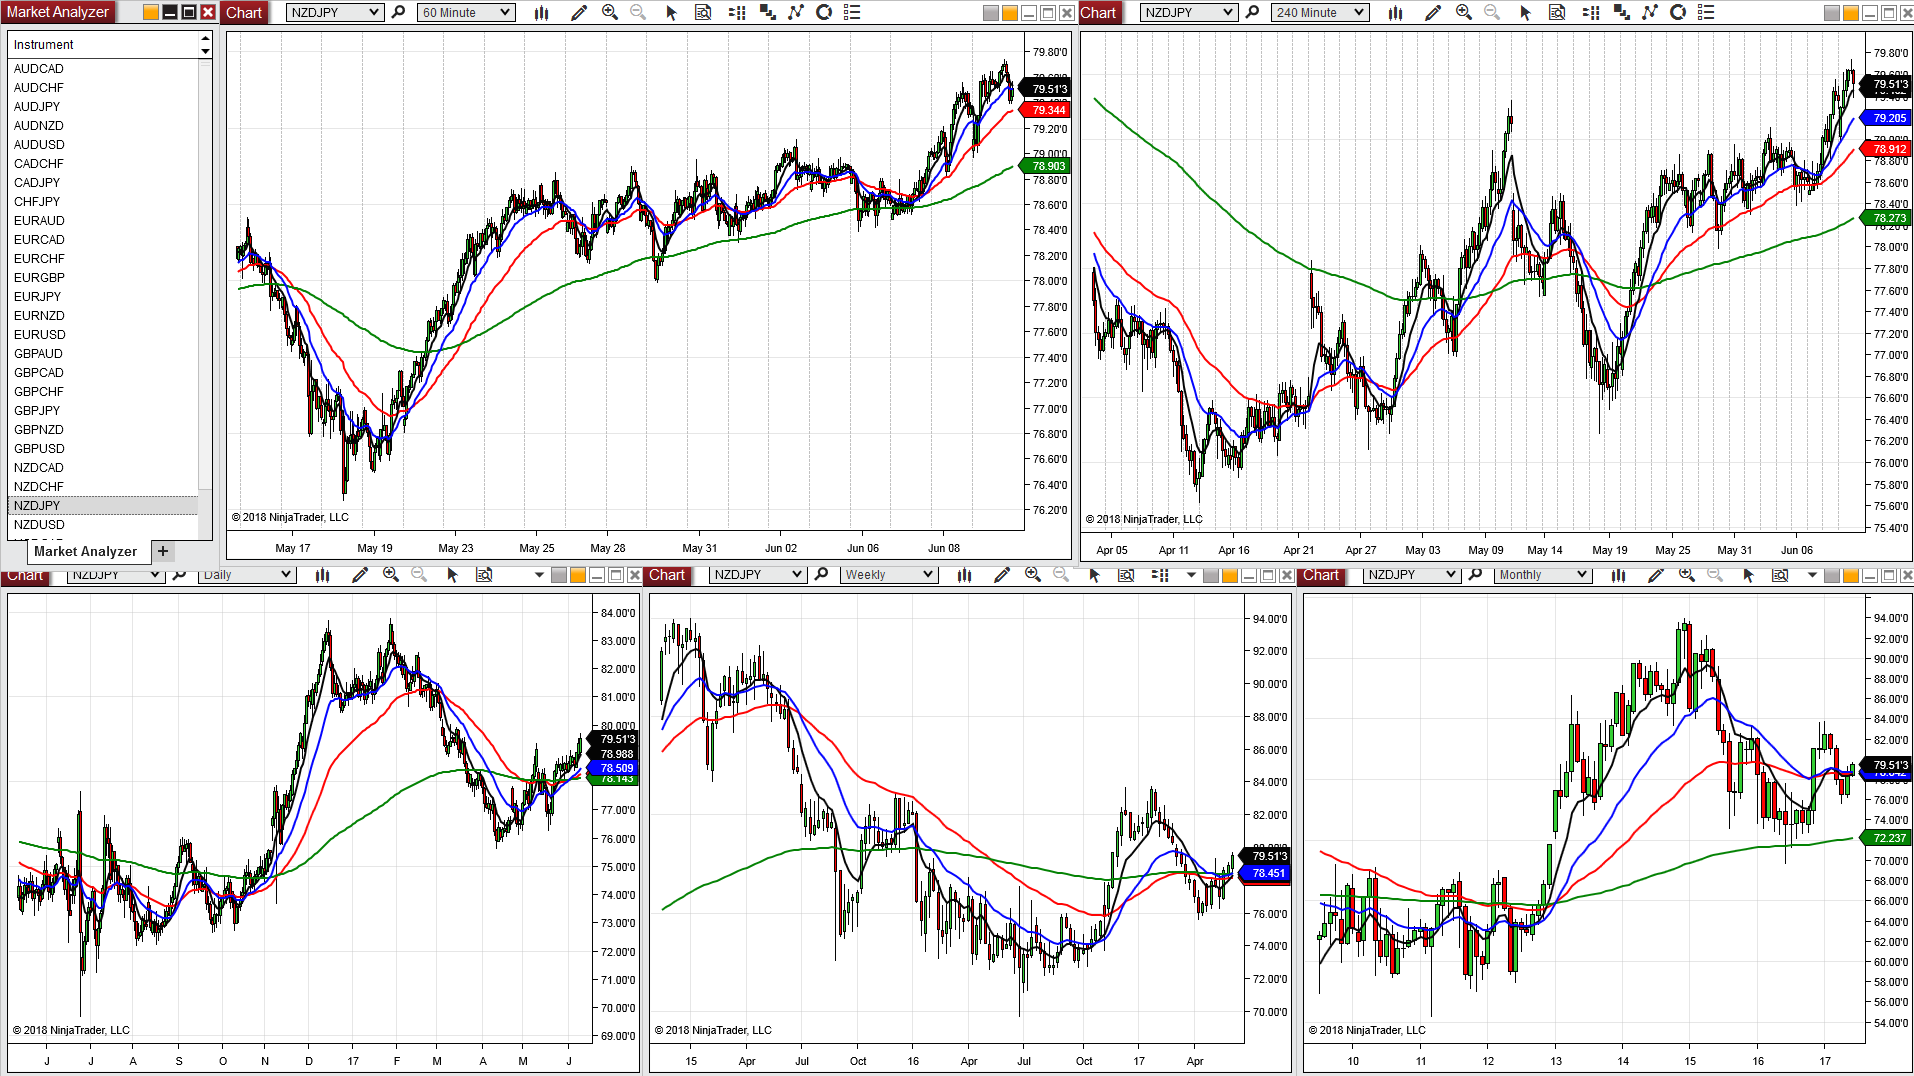 Market Analyzer
Instrument
AUDCAD
AUDCHF
AUDJPY
AUDNZD
AUDUSD
CADCHF
CADJPY
CHFJPY
EURAUD
EURCAD
EURCHF
EURGBP
EURJPY
EURNZD
EURUSD
GBPAUD
GBPCAD
GBPCHF
GBPJPY
GBPNZD
GBPUSD
NZDCAD
NZDCHF
NZDJPY
NZDUSD
Market Analyzer +
Chart NZDJPY 60 Minute
79.80'0
79.51'3
79.344
79.20'0
79.00'0
78.903
78.80'0
78.60'0
78.40'0
78.20'0
78.00'0
77.80'0
77.60'0
77.40'0
77.20'0
77.00'0
76.80'0
76.60'0
76.40'0
76.20'0
© 2018 NinjaTrader, LLC
May 17 May 19 May 23 May 25 May 28 May 31 Jun 02 Jun 06 Jun 08
Chart NZDJPY 240 Minute
79.80'0
79.51'3
79.205
78.912
78.80'0
78.60'0
78.40'0
78.273
78.00'0
77.80'0
77.60'0
77.40'0
77.20'0
77.00'0
76.80'0
76.60'0
76.40'0
76.20'0
76.00'0
75.80'0
75.60'0
75.40'0
© 2018 NinjaTrader, LLC
Apr 05 Apr 11 Apr 16 Apr 21 Apr 27 May 03 May 09 May 14 May 19 May 25 May 31 Jun 06
Chart NZDJPY Daily
84.00'0
83.00'0
82.00'0
81.00'0
80.00'0
79.51'3
78.988
78.509
78.143
77.00'0
76.00'0
75.00'0
74.00'0
73.00'0
72.00'0
71.00'0
70.00'0
69.00'0
© 2018 NinjaTrader, LLC
J J A S O N D 17 F M A M J
Chart NZDJPY Weekly
94.00'0
92.00'0
90.00'0
88.00'0
86.00'0
84.00'0
82.00'0
79.51'3
78.451
76.00'0
74.00'0
72.00'0
70.00'0
© 2018 NinjaTrader, LLC
15 Apr Jul Oct 16 Apr Jul Oct 17 Apr
Chart NZDJPY Monthly
94.00'0
92.00'0
90.00'0
88.00'0
86.00'0
84.00'0
82.00'0
79.51'3
76.00'0
74.00'0
72.237
70.00'0
68.00'0
66.00'0
64.00'0
62.00'0
60.00'0
58.00'0
56.00'0
54.00'0
© 2018 NinjaTrader, LLC
10 11 12 13 14 15 16 17